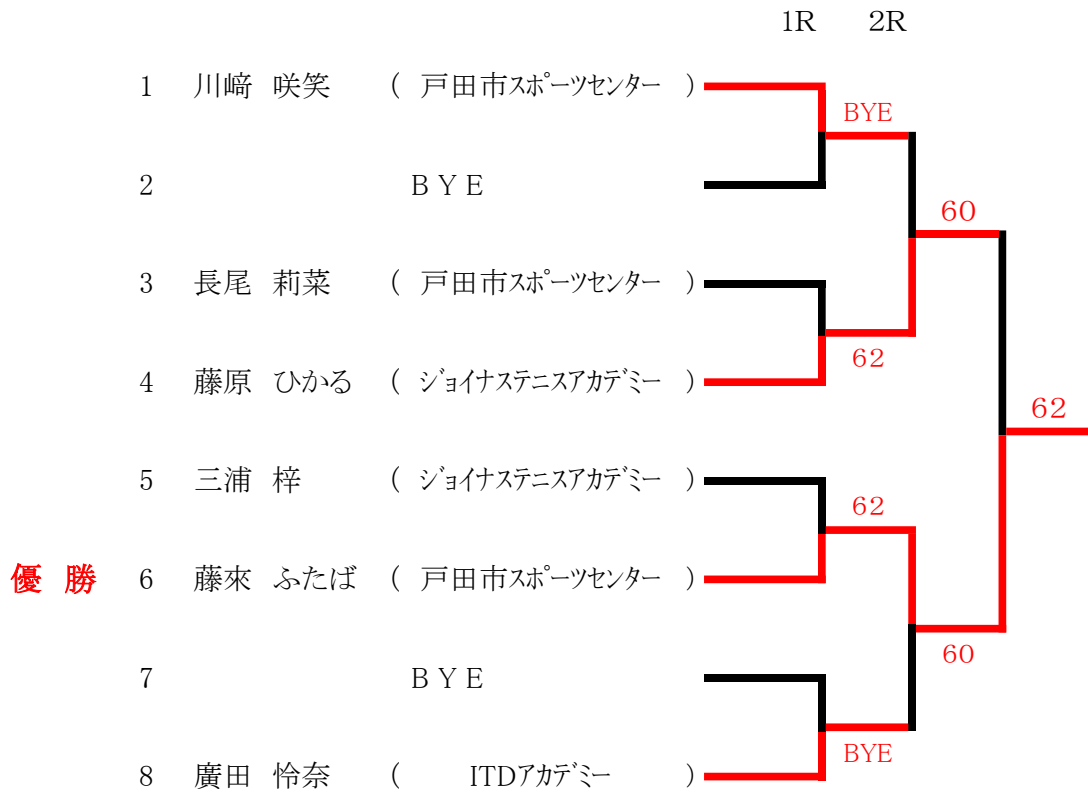 1R 2R
1 川﨑 咲笑 ( 戸田市スポーツセンター )
BYE
2 BYE
60
3 長尾 莉菜 ( 戸田市スポーツセンター )
62
4 藤原 ひかる ( ジョイナステニスアカデミー )
62
5 三浦 梓 ( ジョイナステニスアカデミー )
62
優 勝 6 藤來 ふたば ( 戸田市スポーツセンター )
60
7 BYE
BYE
8 廣田 怜奈 ( ITDアカデミー )